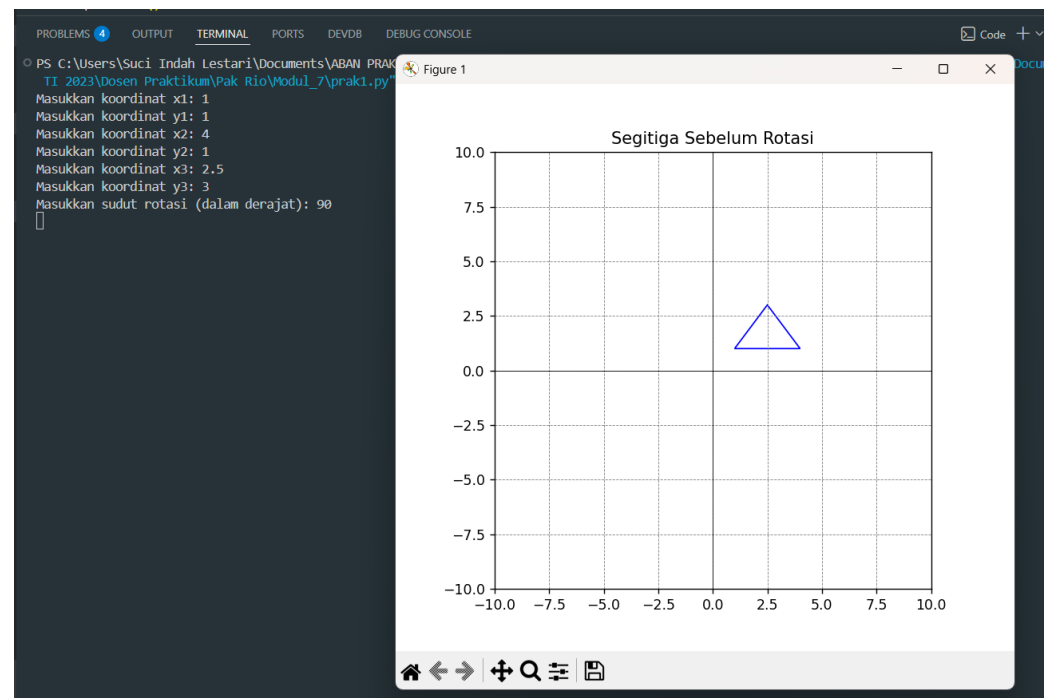 PROBLEMS 4 OUTPUT TERMINAL PORTS DEVDB DEBUG CONSOLE Code
PS C:\Users\Suci Indah Lestari\Documents\ABAN PRAK
TI 2023\Dosen Praktikum\Pak Rio\Modul_7\prak1.py"
Masukkan koordinat x1: 1
Masukkan koordinat y1: 1
Masukkan koordinat x2: 4
Masukkan koordinat y2: 1
Masukkan koordinat x3: 2.5
Masukkan koordinat y3: 3
Masukkan sudut rotasi (dalam derajat): 90
Figure 1
Segitiga Sebelum Rotasi
10.0
7.5
5.0
2.5
0.0
−2.5
−5.0
−7.5
−10.0
−10.0 −7.5 −5.0 −2.5 0.0 2.5 5.0 7.5 10.0